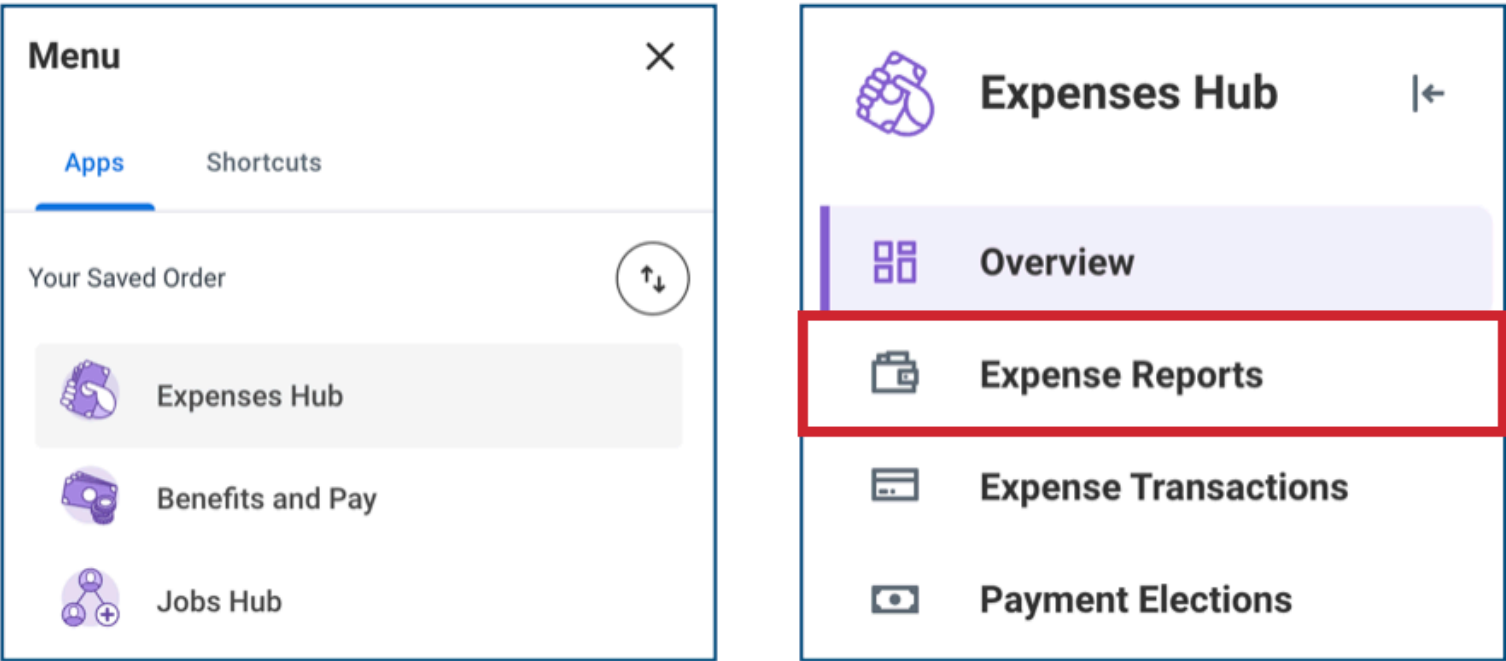 Menu
Apps
Shortcuts
Your Saved Order
Expenses Hub
Benefits and Pay
Jobs Hub
Expenses Hub
Overview
Expense Reports
Expense Transactions
Payment Elections